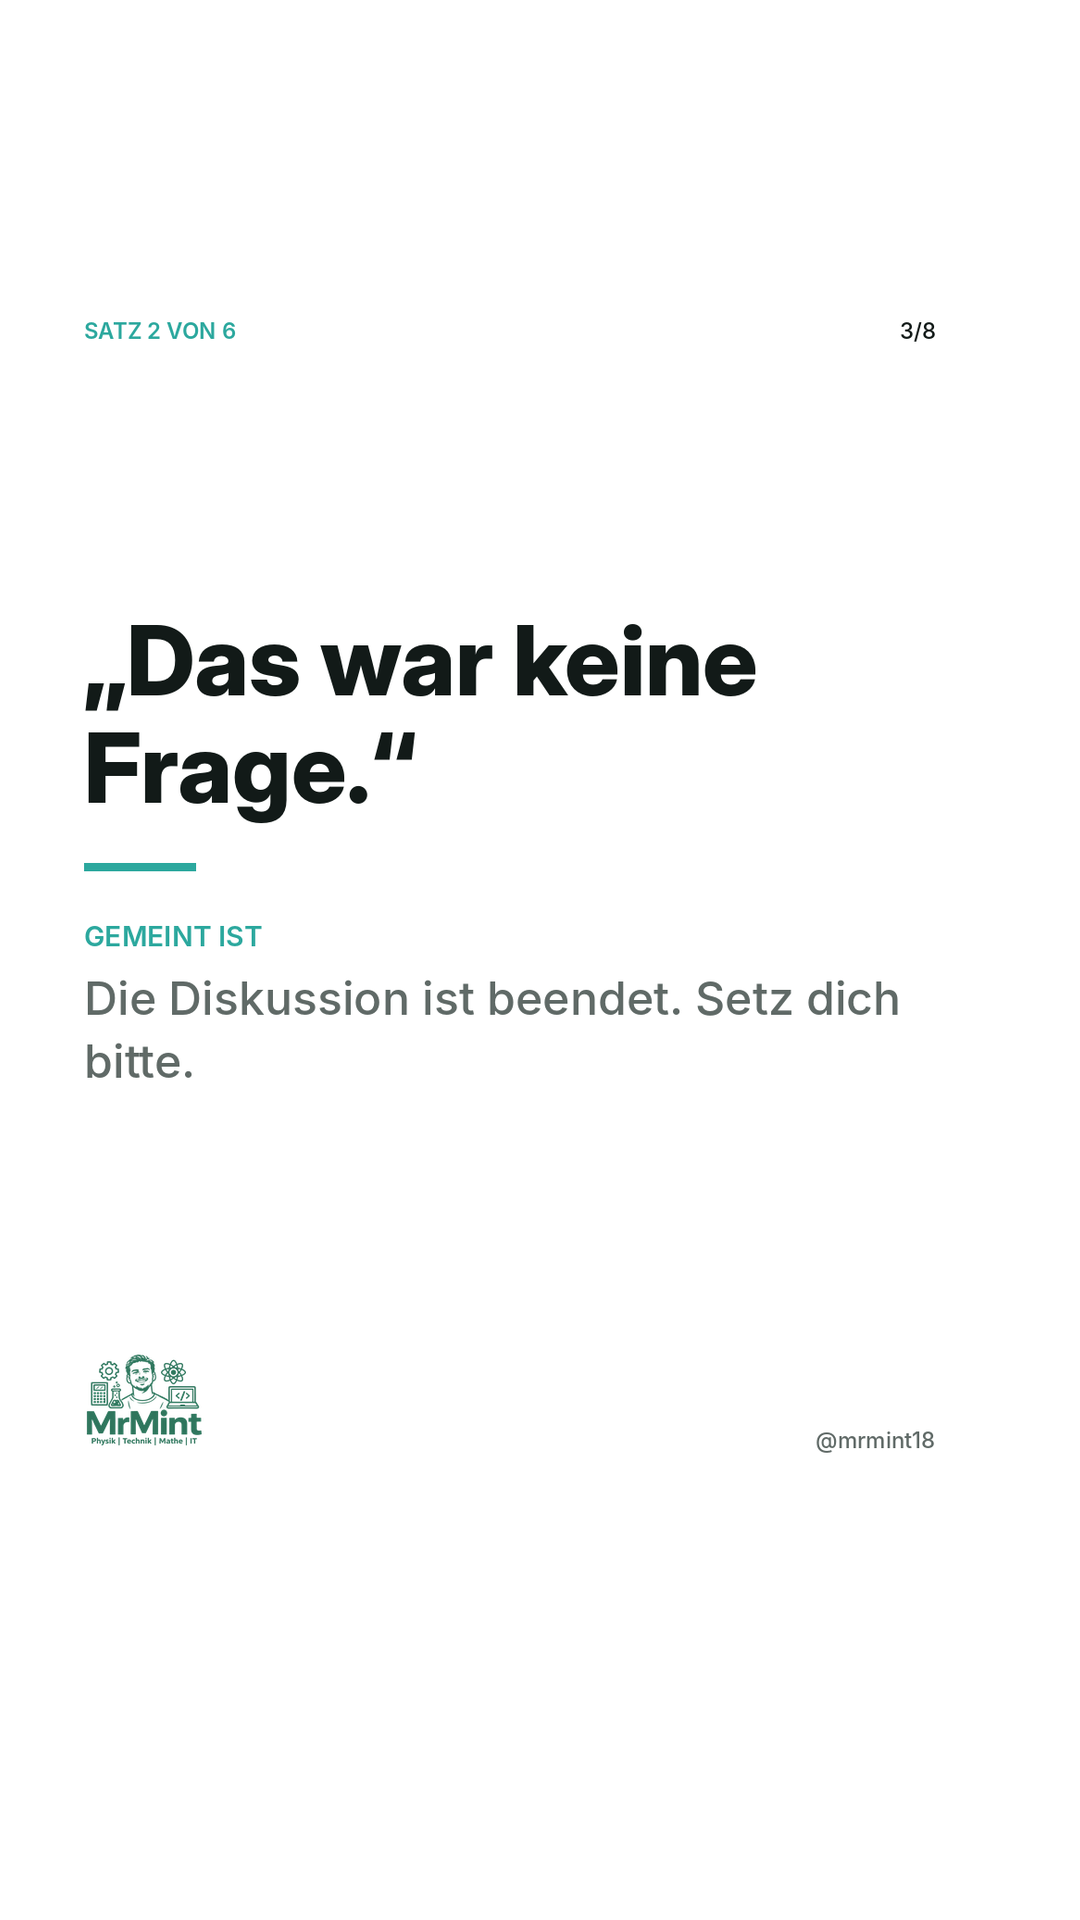 SATZ 2 VON 6
3/8
„Das war keine
Frage.“
GEMEINT IST
Die Diskussion ist beendet. Setz dich
bitte.
</>
MrMint
Physik | Technik | Mathe | IT
@mrmint18